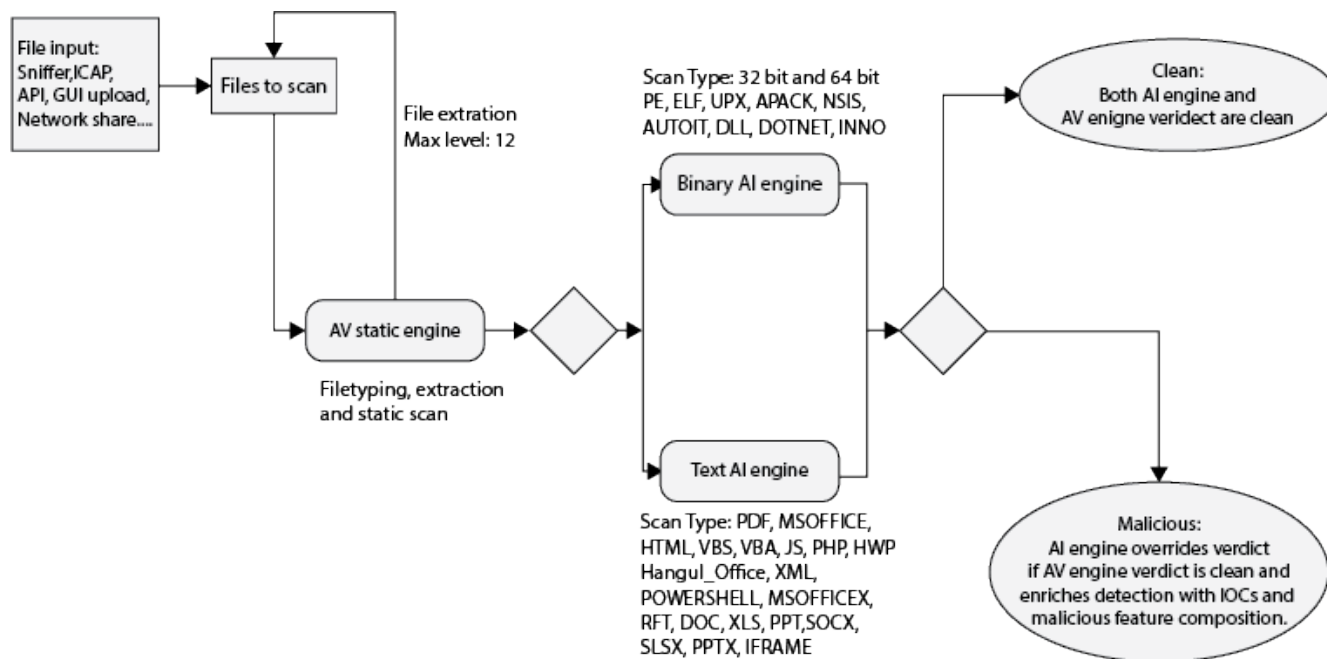 File input:
Sniffer,ICAP,
API, GUI upload,
Network share....
Files to scan
File extration
Max level: 12
AV static engine
Filetyping, extraction
and static scan
Scan Type: 32 bit and 64 bit
PE, ELF, UPX, APACK, NSIS,
AUTOIT, DLL, DOTNET, INNO
Binary AI engine
Text AI engine
Scan Type: PDF, MSOFFICE,
HTML, VBS, VBA, JS, PHP, HWP
Hangul_Office, XML,
POWERSHELL, MSOFFICEX,
RFT, DOC, XLS, PPT,SOCX,
SLSX, PPTX, IFRAME
Clean:
Both AI engine and
AV enigne veridect are clean
Malicious:
AI engine overrides verdict
if AV engine verdict is clean and
enriches detection with IOCs and
malicious feature composition.